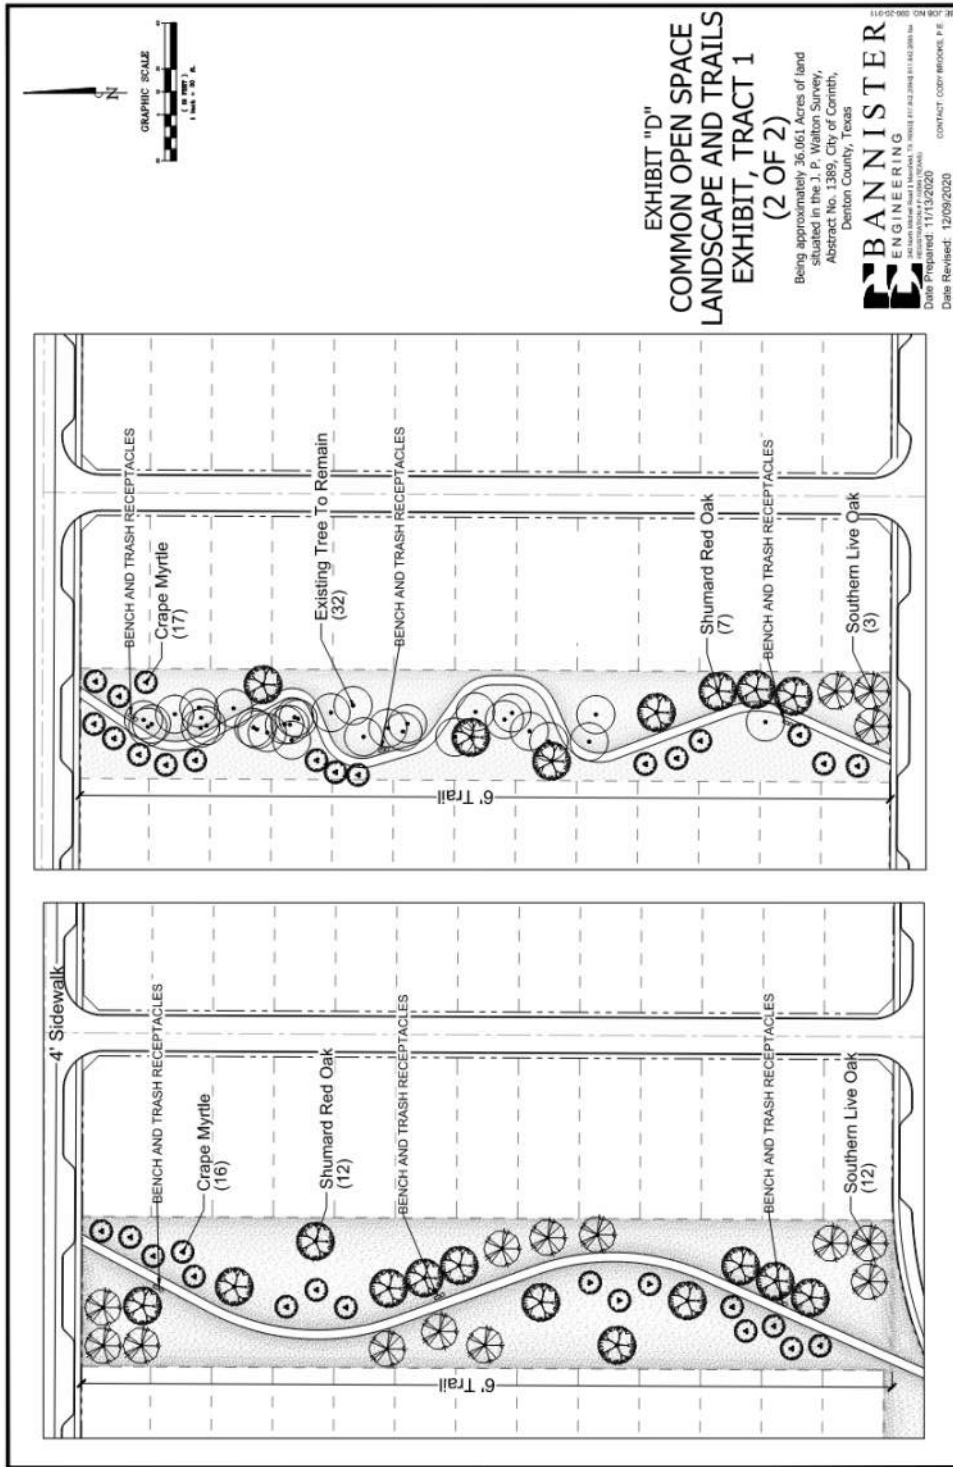 N
GRAPHIC SCALE
( IN FEET )
EXHIBIT "D"
COMMON OPEN SPACE
LANDSCAPE AND TRAILS
EXHIBIT, TRACT 1
(2 OF 2)
Being approximately 36.061 Acres of land
situated in the J. P. Walton Survey,
Abstract No. 1389, City of Corinth,
Denton County, Texas
BANNISTER
ENGINEERING
CONTACT: CODY BROOKS, P.E.
Date Prepared: 11/13/2020
Date Revised: 12/09/2020
BENCH AND TRASH RECEPTACLES
Crape Myrtle
(17)
Existing Tree To Remain
(32)
BENCH AND TRASH RECEPTACLES
Shumard Red Oak
(7)
BENCH AND TRASH RECEPTACLES
Southern Live Oak
(3)
6' Trail
4' Sidewalk
BENCH AND TRASH RECEPTACLES
Crape Myrtle
(16)
Shumard Red Oak
(12)
BENCH AND TRASH RECEPTACLES
BENCH AND TRASH RECEPTACLES
Southern Live Oak
(12)
6' Trail